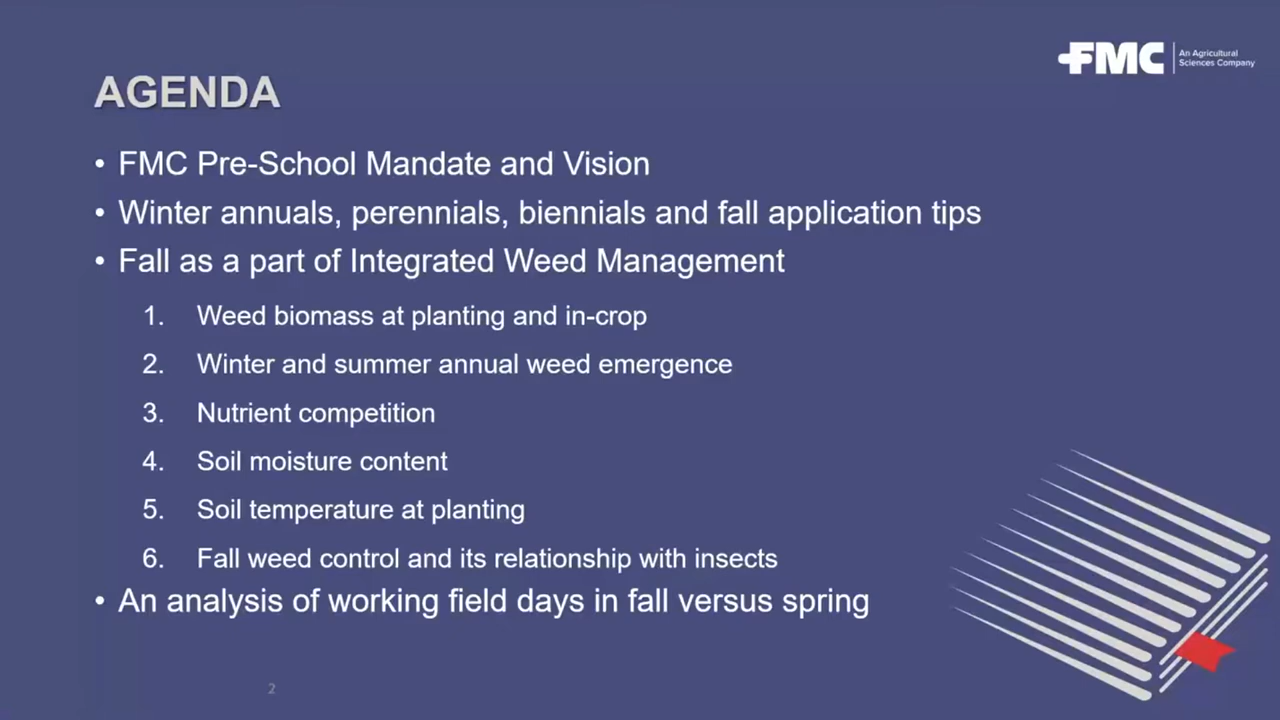 FMC
An Agricultural
Sciences Company
AGENDA
• FMC Pre-School Mandate and Vision
• Winter annuals, perennials, biennials and fall application tips
• Fall as a part of Integrated Weed Management
1. Weed biomass at planting and in-crop
2. Winter and summer annual weed emergence
3. Nutrient competition
4. Soil moisture content
5. Soil temperature at planting
6. Fall weed control and its relationship with insects
• An analysis of working field days in fall versus spring
2